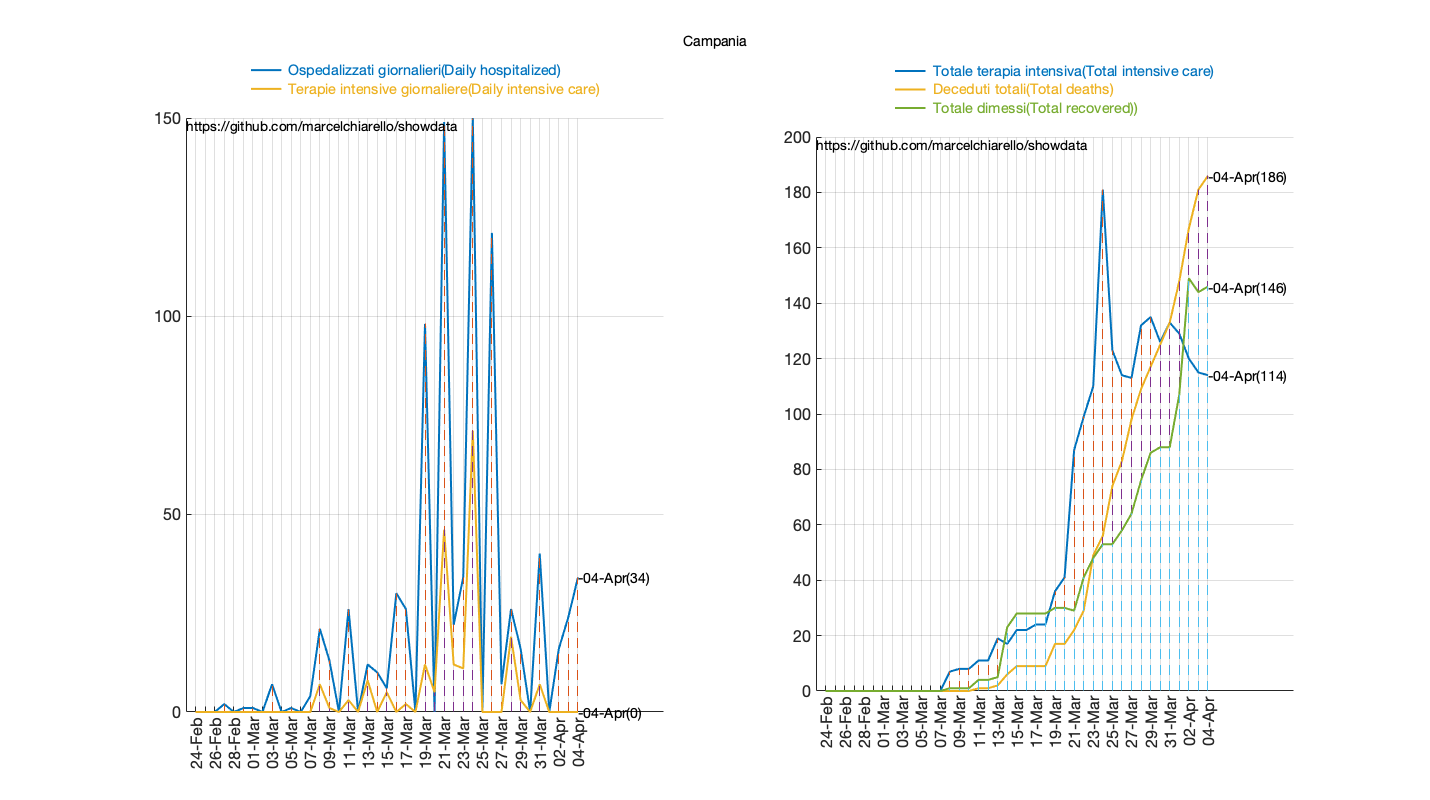 Campania
Ospedalizzati giornalieri(Daily hospitalized)
Terapie intensive giornaliere(Daily intensive care)
150
https://github.com/marcelchiarello/showdata
100
50
0
-04-Apr(34)
-04-Apr(0)
24-Feb
26-Feb
28-Feb
01-Mar
03-Mar
05-Mar
07-Mar
09-Mar
11-Mar
13-Mar
15-Mar
17-Mar
19-Mar
21-Mar
23-Mar
25-Mar
27-Mar
29-Mar
31-Mar
02-Apr
04-Apr
Totale terapia intensiva(Total intensive care)
Deceduti totali(Total deaths)
Totale dimessi(Total recovered))
200
https://github.com/marcelchiarello/showdata
180
160
140
120
100
80
60
40
20
0
-04-Apr(186)
-04-Apr(146)
-04-Apr(114)
24-Feb
26-Feb
28-Feb
01-Mar
03-Mar
05-Mar
07-Mar
09-Mar
11-Mar
13-Mar
15-Mar
17-Mar
19-Mar
21-Mar
23-Mar
25-Mar
27-Mar
29-Mar
31-Mar
02-Apr
04-Apr